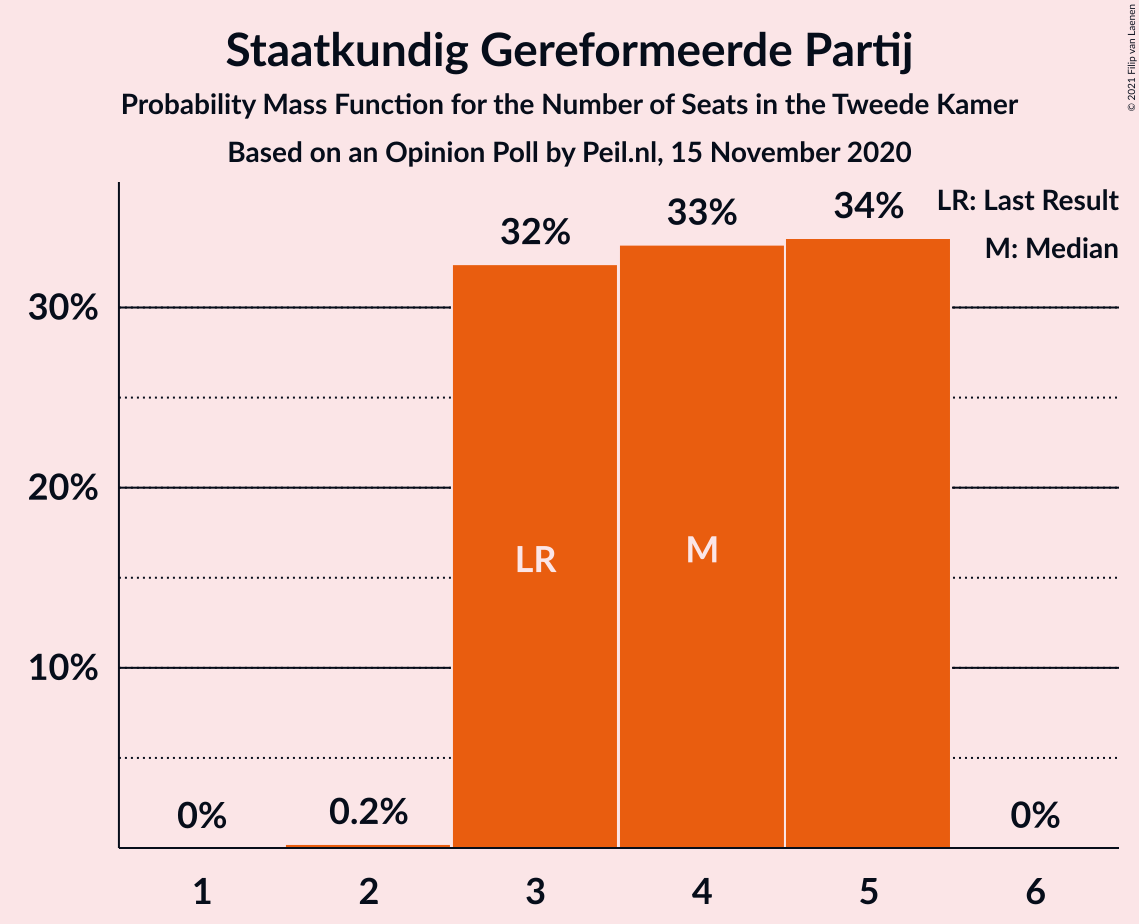 Staatkundig Gereformeerde Partij
Probability Mass Function for the Number of Seats in the Tweede Kamer
Based on an Opinion Poll by Peil.nl, 15 November 2020
© 2021 Filip van Laenen
LR: Last Result
M: Median
30%
20%
10%
0%
0.2%
32%
33%
34%
0%
LR
M
1
2
3
4
5
6